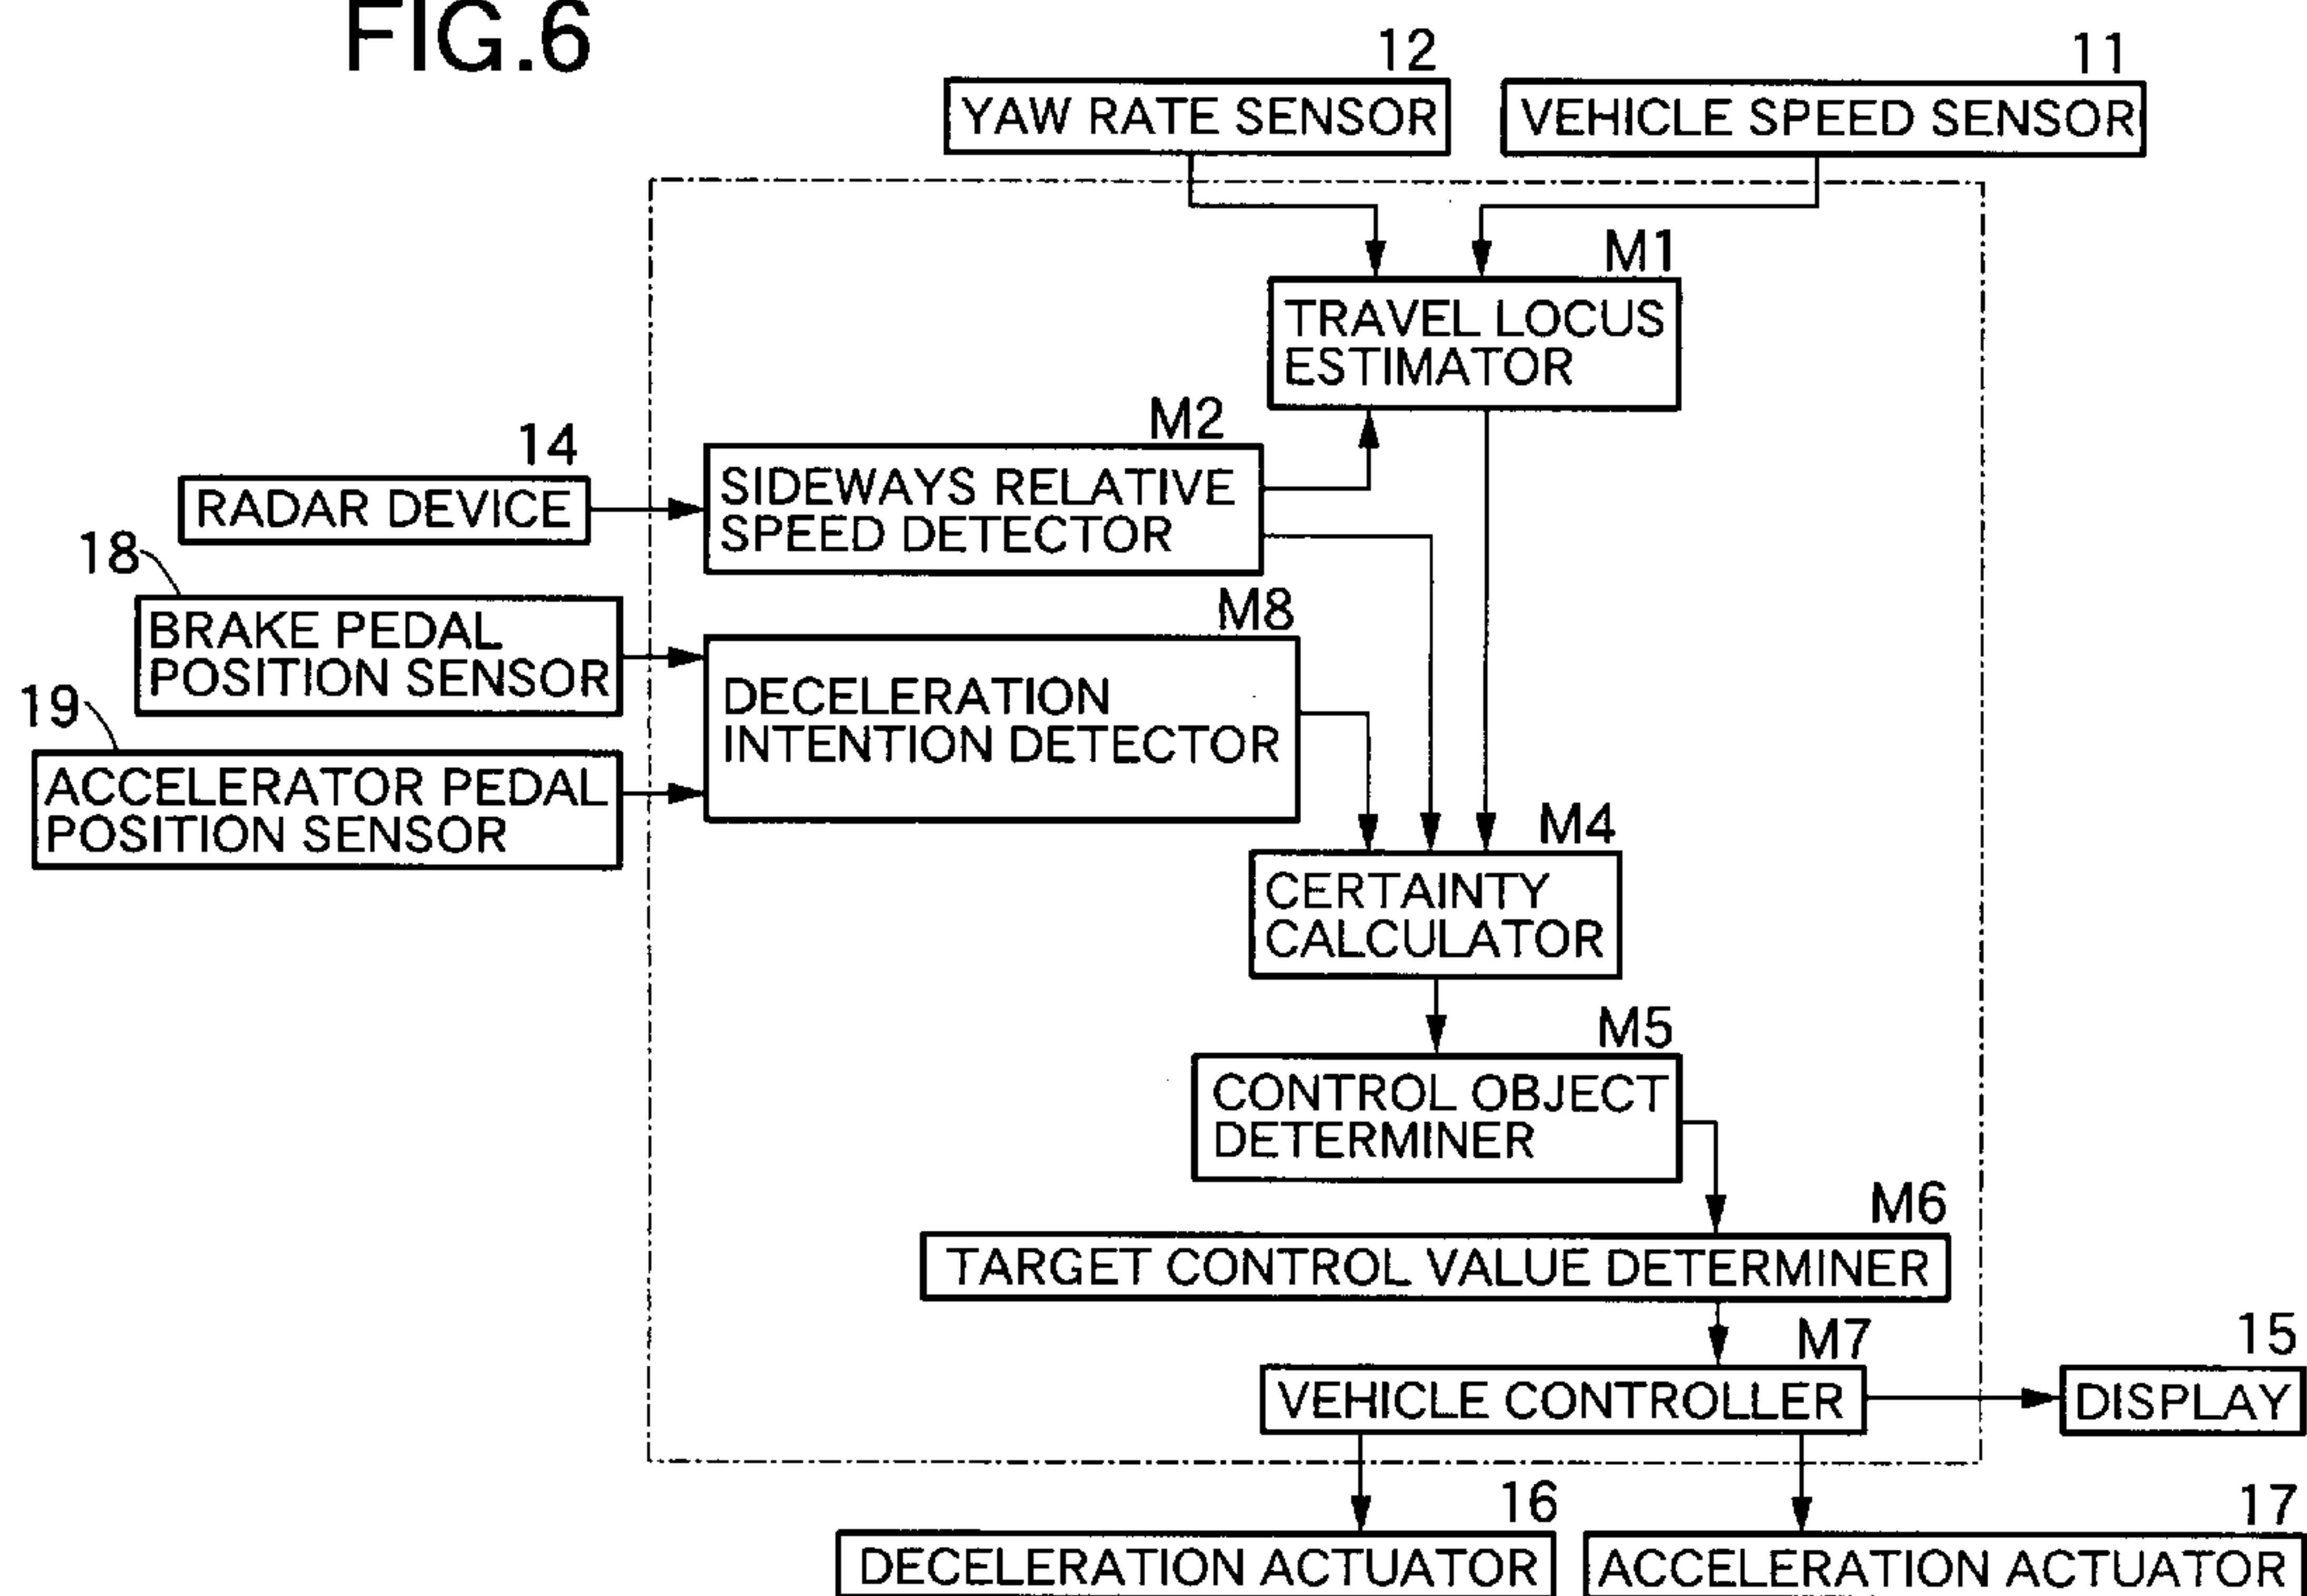 FIG.6
12
YAW RATE SENSOR
11
VEHICLE SPEED SENSOR
M1
TRAVEL LOCUS
ESTIMATOR
14
RADAR DEVICE
M2
SIDEWAYS RELATIVE
SPEED DETECTOR
18
BRAKE PEDAL
POSITION SENSOR
19
ACCELERATOR PEDAL
POSITION SENSOR
M8
DECELERATION
INTENTION DETECTOR
M4
CERTAINTY
CALCULATOR
M5
CONTROL OBJECT
DETERMINER
M6
TARGET CONTROL VALUE DETERMINER
M7
VEHICLE CONTROLLER
15
DISPLAY
16
DECELERATION ACTUATOR
17
ACCELERATION ACTUATOR